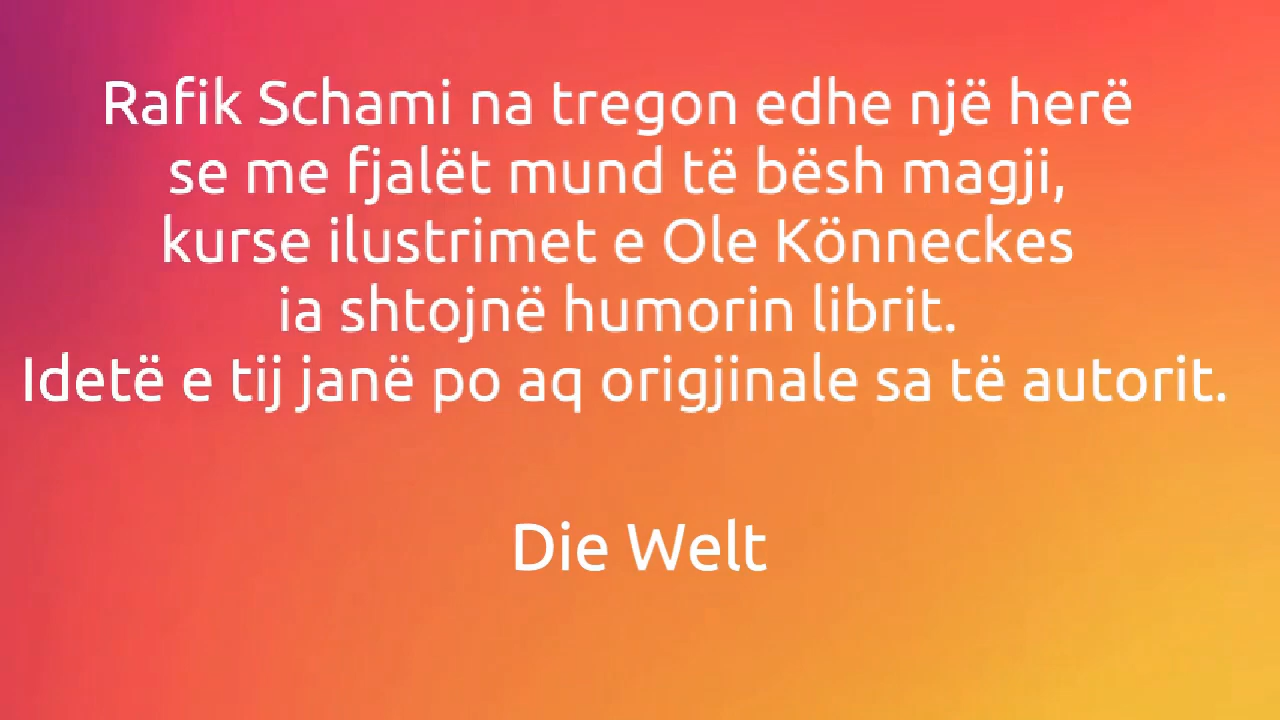 Rafik Schami na tregon edhe një herë
se me fjalët mund të bësh magji,
kurse ilustrimet e Ole Könneckes
ia shtojnë humorin librit.
Idetë e tij janë po aq origjinale sa të autorit.
Die Welt